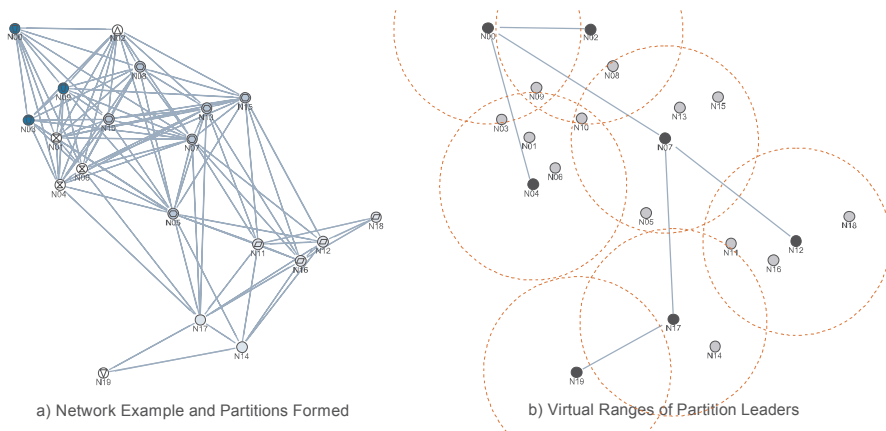 N00
N02
N08
N09
N15
N13
N03
N10
N01
N07
N06
N04
N05
N18
N11
N12
N16
N17
N14
N19
a) Network Example and Partitions Formed
N00
N02
N08
N09
N15
N13
N03
N10
N01
N07
N06
N04
N05
N18
N11
N12
N16
N17
N14
N19
b) Virtual Ranges of Partition Leaders